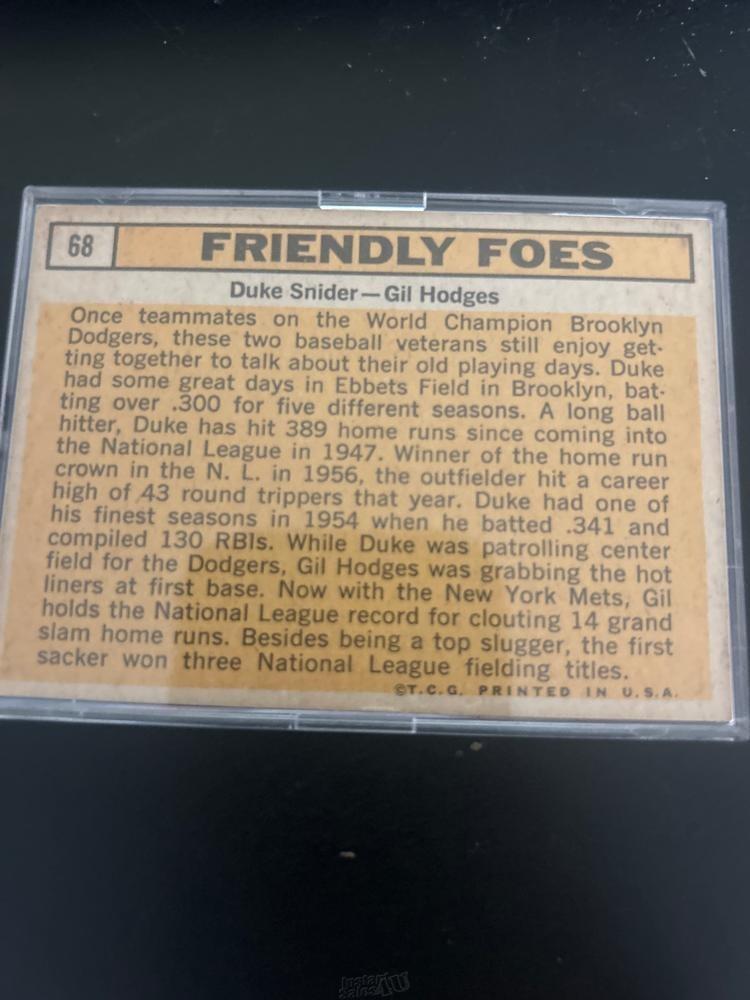 68 FRIENDLY FOES
Duke Snider—Gil Hodges
Once teammates on the World Champion Brooklyn
Dodgers, these two baseball veterans still enjoy get-
ting together to talk about their old playing days. Duke
had some great days in Ebbets Field in Brooklyn, bat-
ting over .300 for five different seasons. A long ball
hitter, Duke has hit 389 home runs since coming into
the National League in 1947. Winner of the home run
crown in the N. L. in 1956, the outfielder hit a career
high of 43 round trippers that year. Duke had one of
his finest seasons in 1954 when he batted .341 and
compiled 130 RBIs. While Duke was patrolling center
field for the Dodgers, Gil Hodges was grabbing the hot
liners at first base. Now with the New York Mets, Gil
holds the National League record for clouting 14 grand
slam home runs. Besides being a top slugger, the first
sacker won three National League fielding titles.
©T.C.G. PRINTED IN U.S.A.